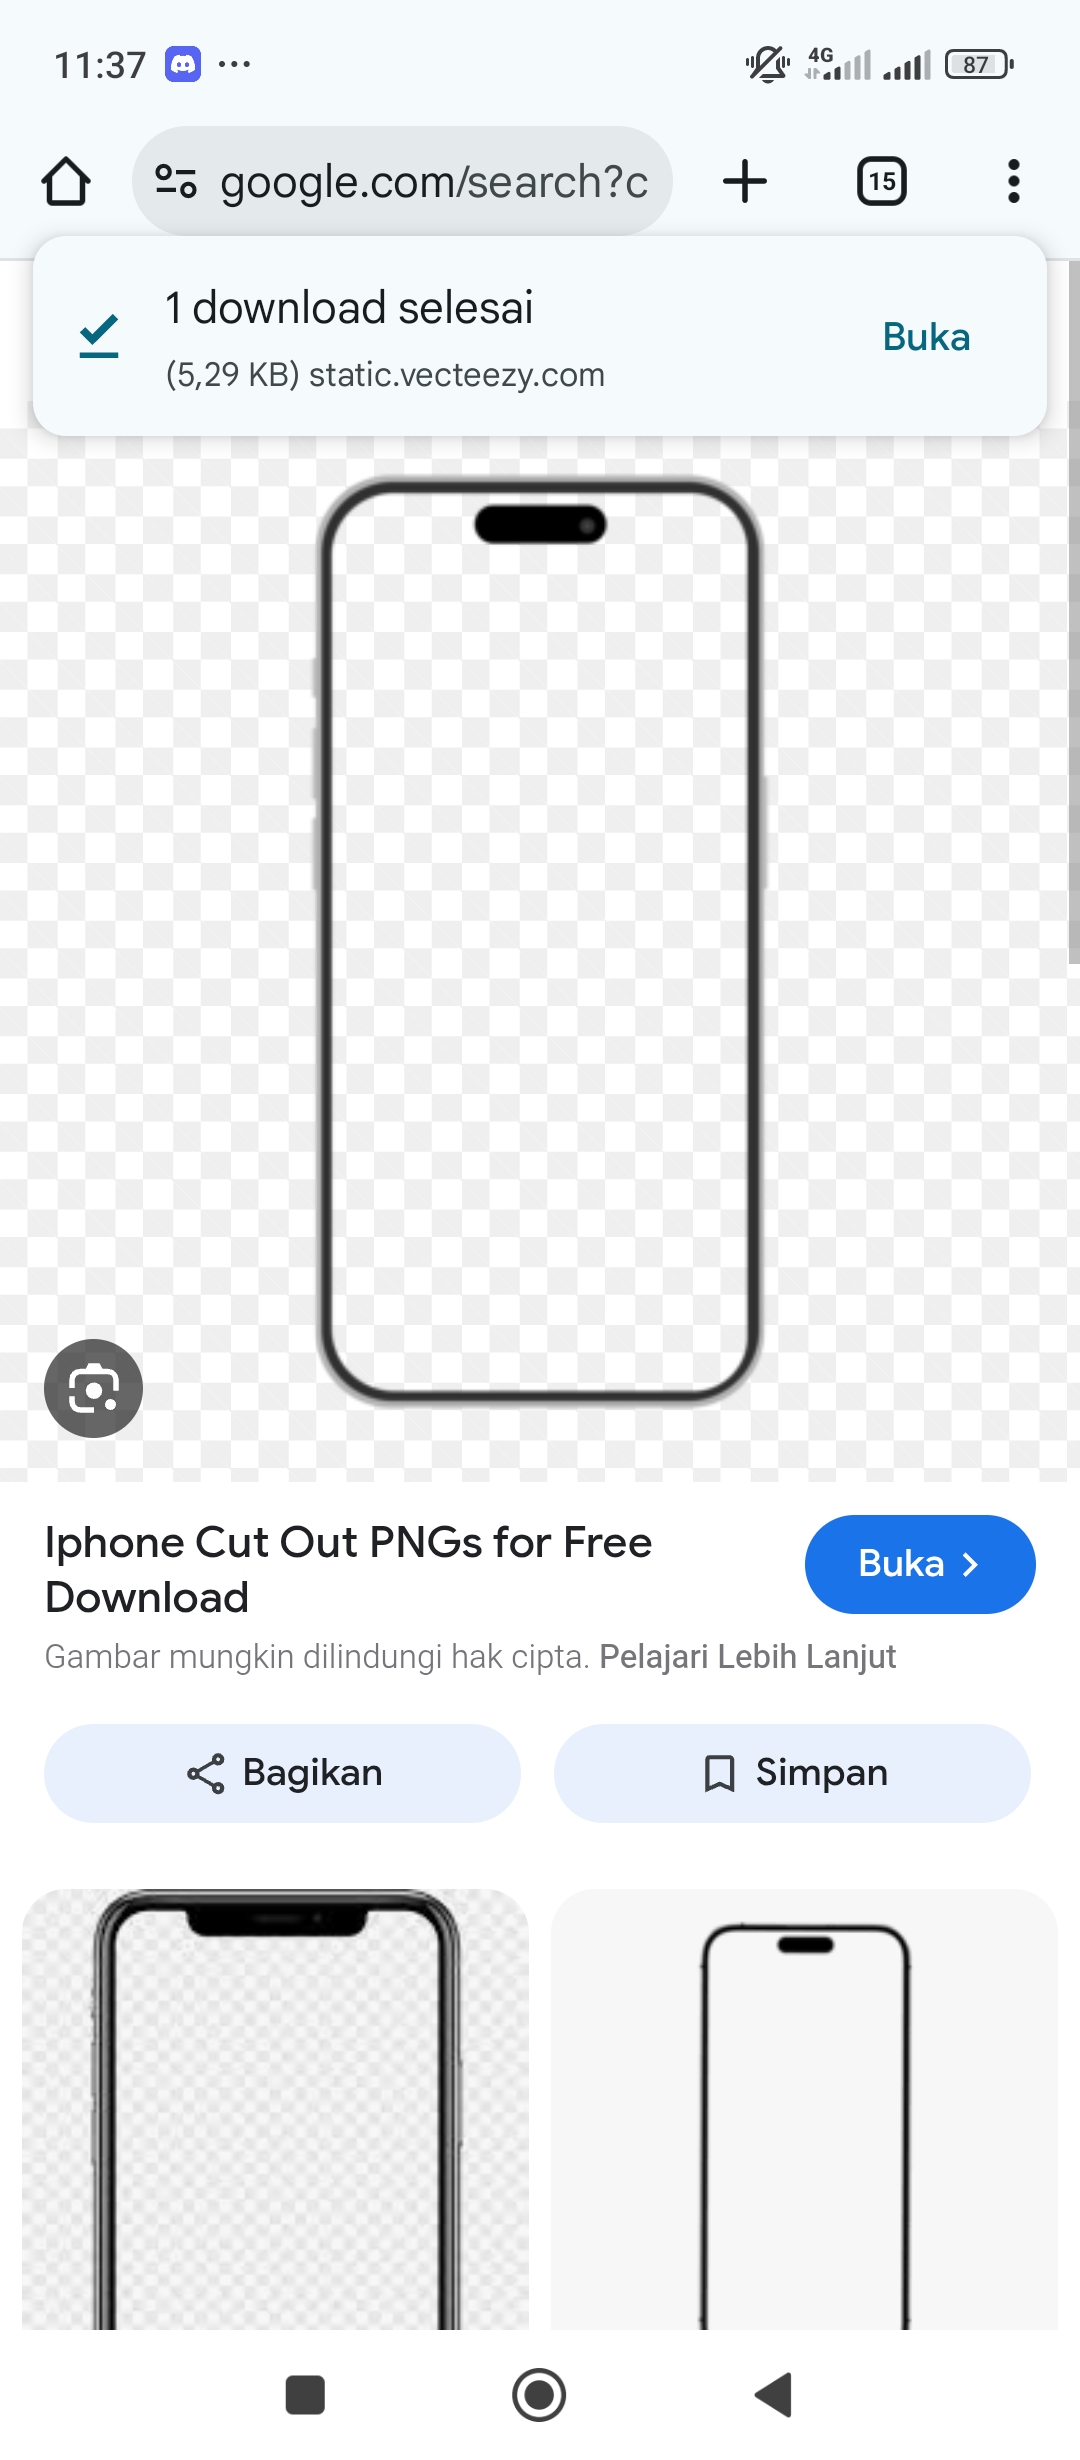 11:37
4G
87
google.com/search?c
15
1 download selesai
(5,29 KB) static.vecteezy.com
Buka
Iphone Cut Out PNGs for Free
Download
Buka
Gambar mungkin dilindungi hak cipta. Pelajari Lebih Lanjut
Bagikan
Simpan